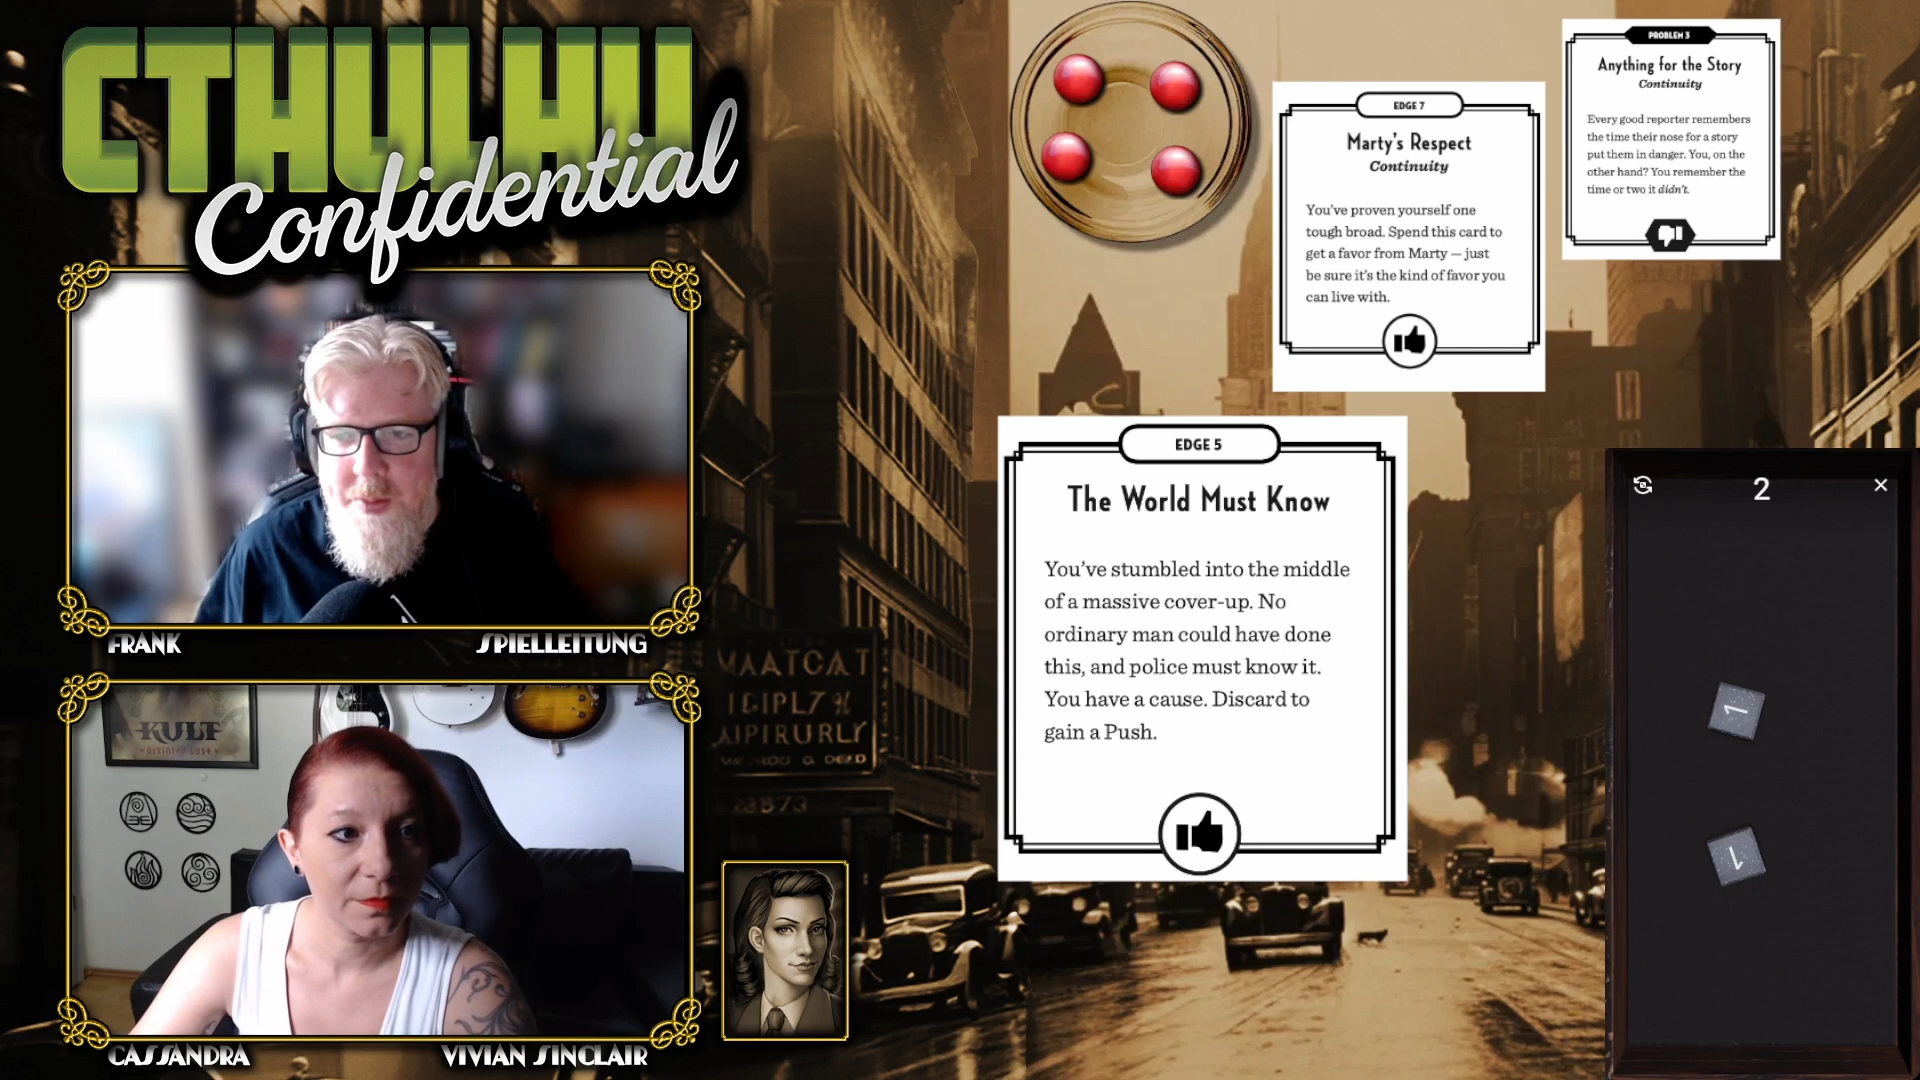 CTHULHU
Confidential
FRANK SPIELLEITUNG
KULT
CASSANDRA VIVIAN SINCLAIR
EDGE 7
Marty's Respect
Continuity
You've proven yourself one
tough broad. Spend this card to
get a favor from Marty — just
be sure it's the kind of favor you
can live with.
PROBLEM 3
Anything for the Story
Continuity
Every good reporter remembers
the time their nose for a story
put them in danger. You, on the
other hand? You remember the
time or two it didn't.
EDGE 5
The World Must Know
You've stumbled into the middle
of a massive cover-up. No
ordinary man could have done
this, and police must know it.
You have a cause. Discard to
gain a Push.
2
1
1